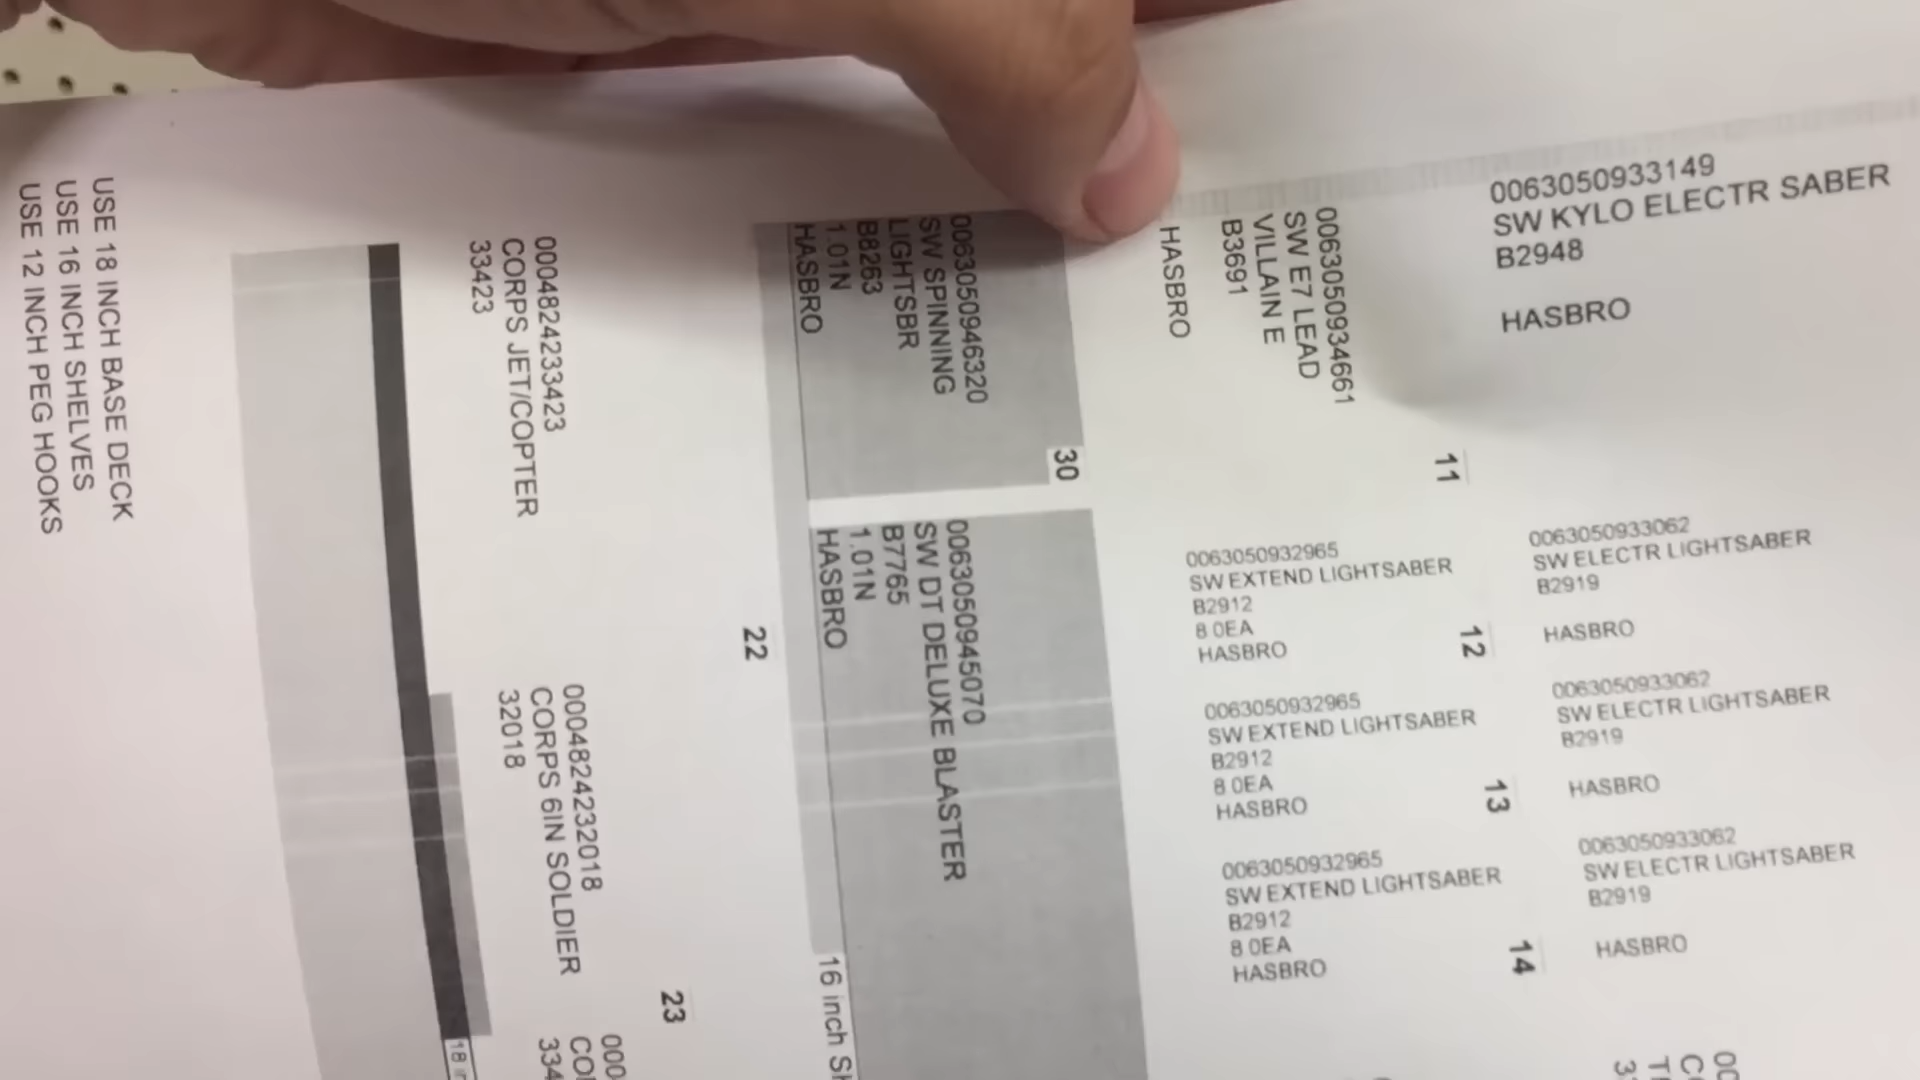 0063050933149
SW KYLO ELECTR SABER
B2948
HASBRO
0063050934661
SW E7 LEAD
VILLAIN E
B3691
HASBRO
11
0063050933062
SW ELECTR LIGHTSABER
B2919
HASBRO
0063050932965
SW EXTEND LIGHTSABER
B2912
8 0EA
HASBRO
12
0063050933062
SW ELECTR LIGHTSABER
B2919
HASBRO
0063050932965
SW EXTEND LIGHTSABER
B2912
8 0EA
HASBRO
13
0063050933062
SW ELECTR LIGHTSABER
B2919
HASBRO
0063050932965
SW EXTEND LIGHTSABER
B2912
8 0EA
HASBRO
14
0063050946320
SW SPINNING
LIGHTSBR
B8263
1.01N
HASBRO
30
0063050945070
SW DT DELUXE BLASTER
B7765
1.01N
HASBRO
16 inch
22
0004824233423
CORPS JET/COPTER
33423
0004824232018
CORPS 6IN SOLDIER
32018
23
18
USE 18 INCH BASE DECK
USE 16 INCH SHELVES
USE 12 INCH PEG HOOKS